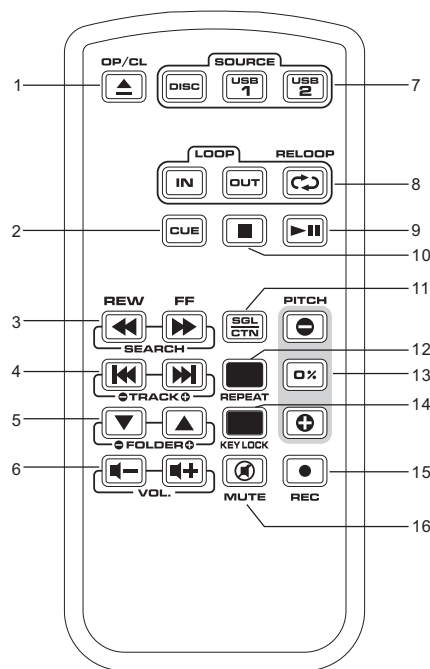 OP/CL SOURCE
1 DISC USB 1 USB 2 7
LOOP RELOOP
IN OUT 8
2 CUE 9
10
11
REW FF SGL CTN PITCH
3
SEARCH 12
4 0% 13
TRACK REPEAT 14
5
FOLDER KEY LOCK
6
VOL. MUTE REC 15
16